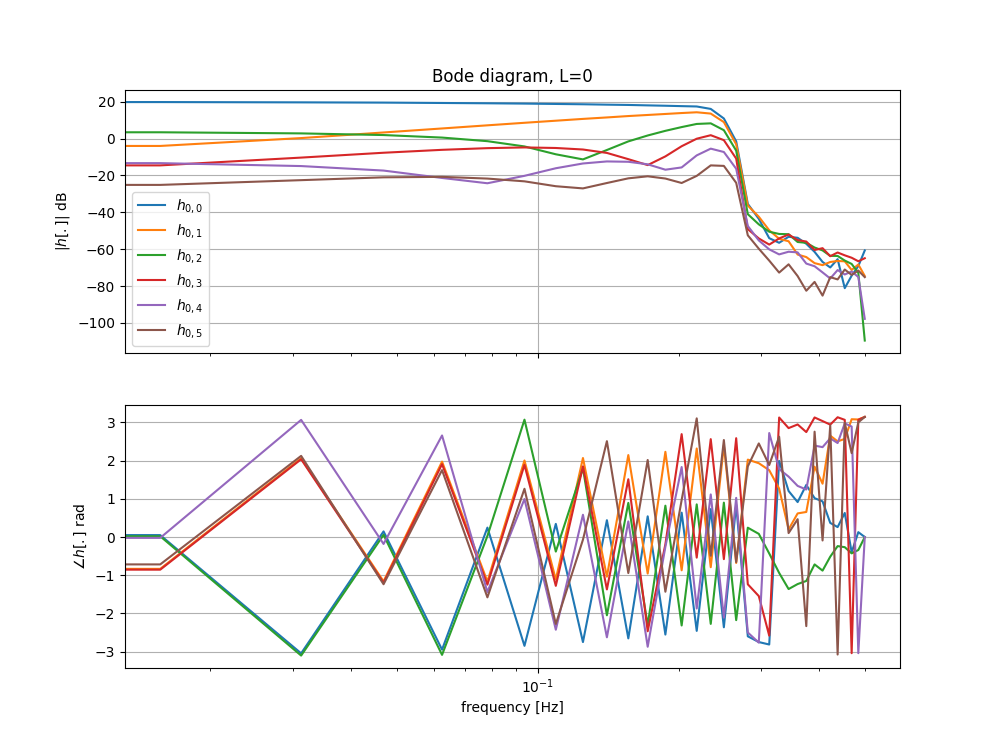 Bode diagram, L=0
20
0
−20
−40
−60
−80
−100
|h[.]| dB
h0,0
h0,1
h0,2
h0,3
h0,4
h0,5
3
2
1
0
−1
−2
−3
∠h[.] rad
10−1
frequency [Hz]